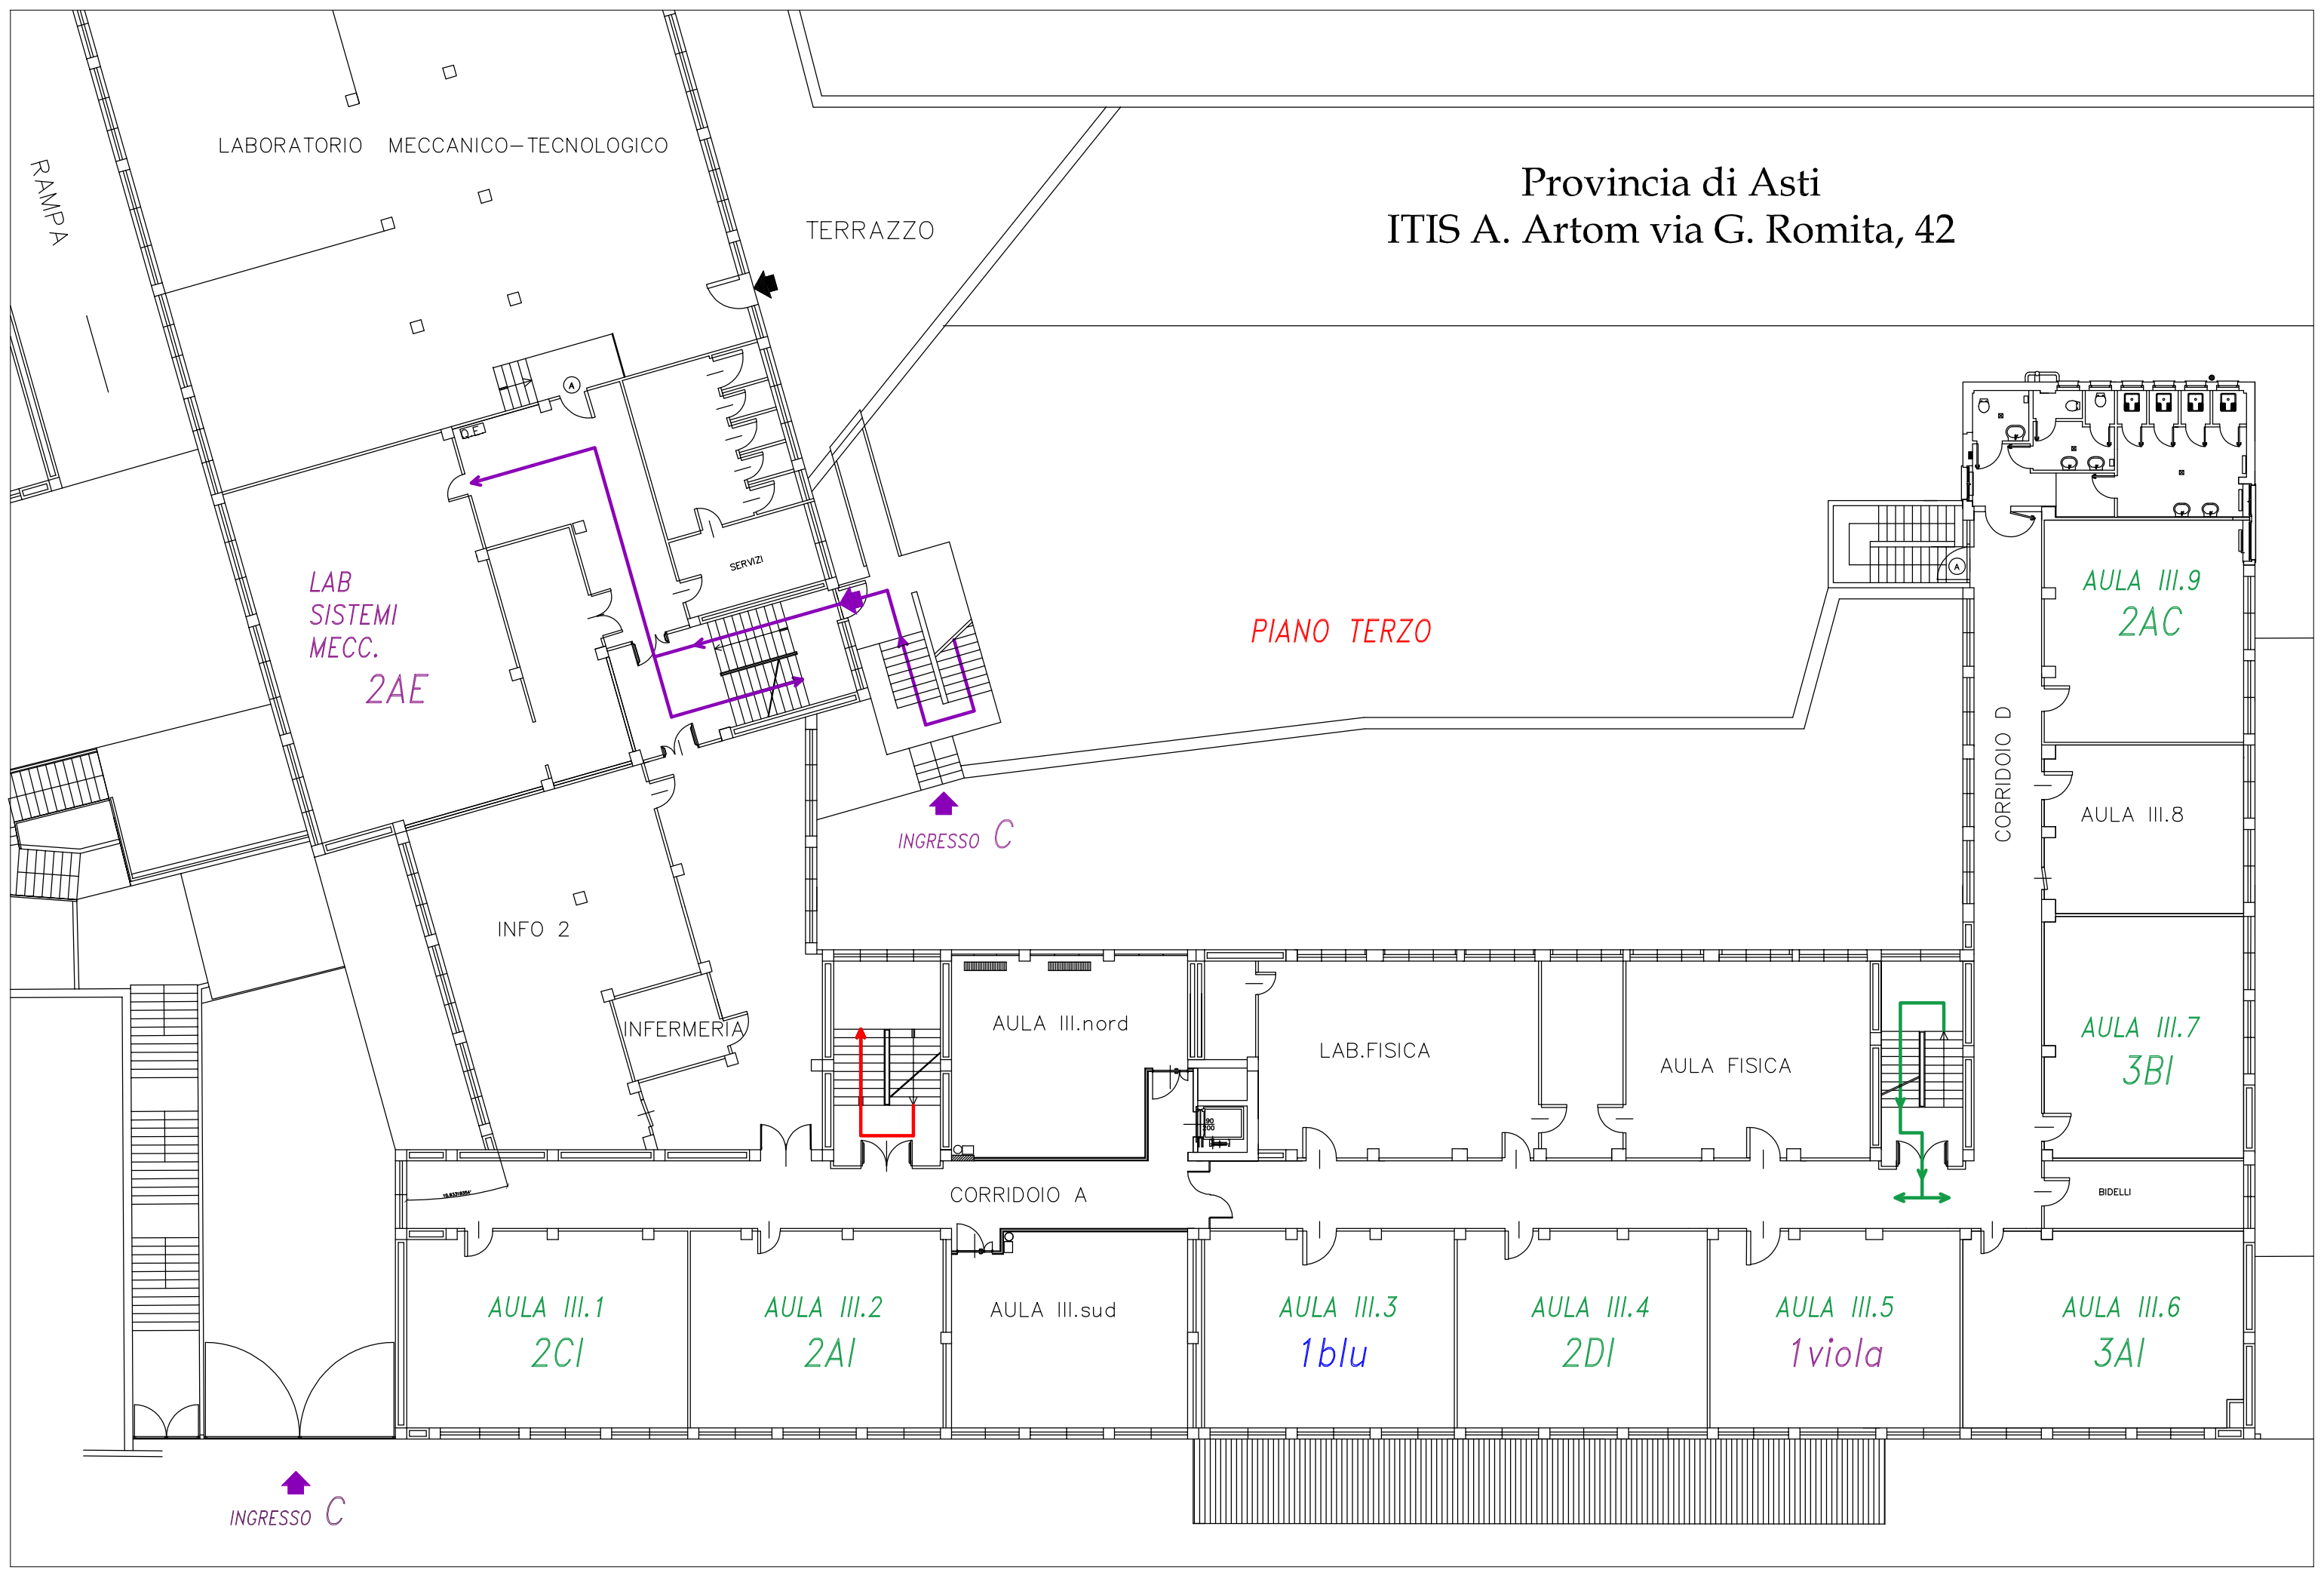 LABORATORIO MECCANICO-TECNOLOGICO
RAMPA
TERRAZZO
Provincia di Asti
ITIS A. Artom via G. Romita, 42
A
Q.E.
SERVIZI
LAB
SISTEMI
MECC.
2AE
PIANO TERZO
A
AULA III.9
2AC
CORRIDOIO D
AULA III.8
INGRESSO C
INFO 2
INFERMERIA
AULA III.nord
LAB.FISICA
AULA FISICA
AULA III.7
3BI
90
200
CORRIDOIO A
BIDELLI
AULA III.1
2CI
AULA III.2
2AI
AULA III.sud
AULA III.3
1blu
AULA III.4
2DI
AULA III.5
1viola
AULA III.6
3AI
INGRESSO C